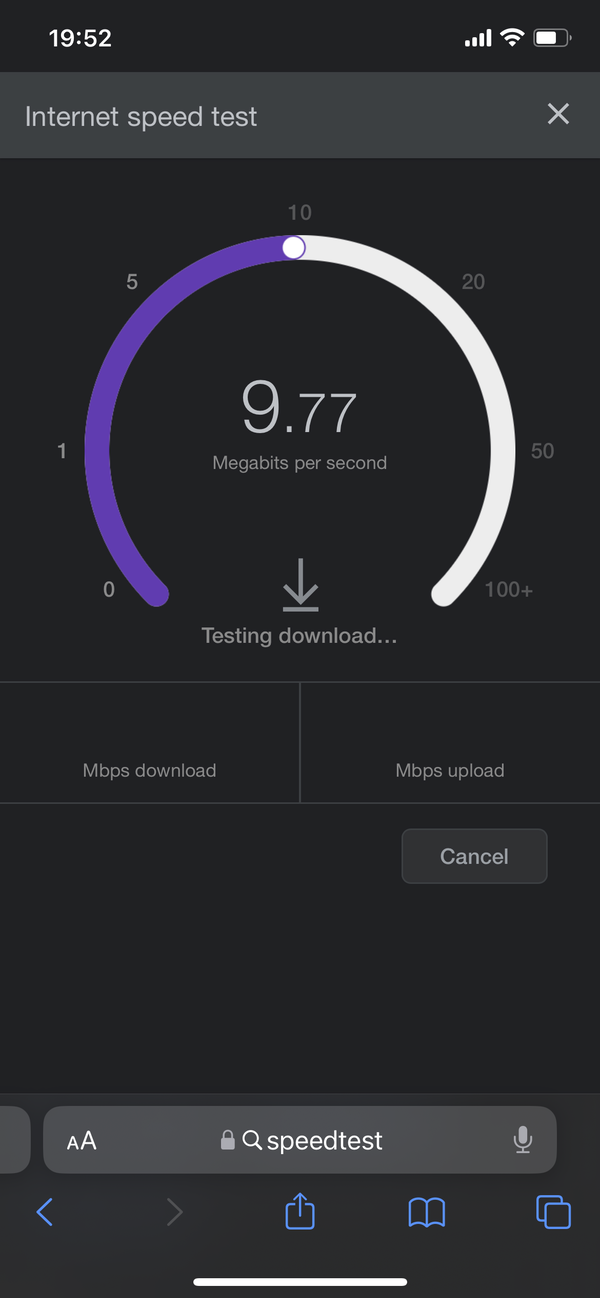 19:52
Internet speed test
10
5
20
9.77
Megabits per second
1
50
0
100+
Testing download...
Mbps download
Mbps upload
Cancel
AA
speedtest